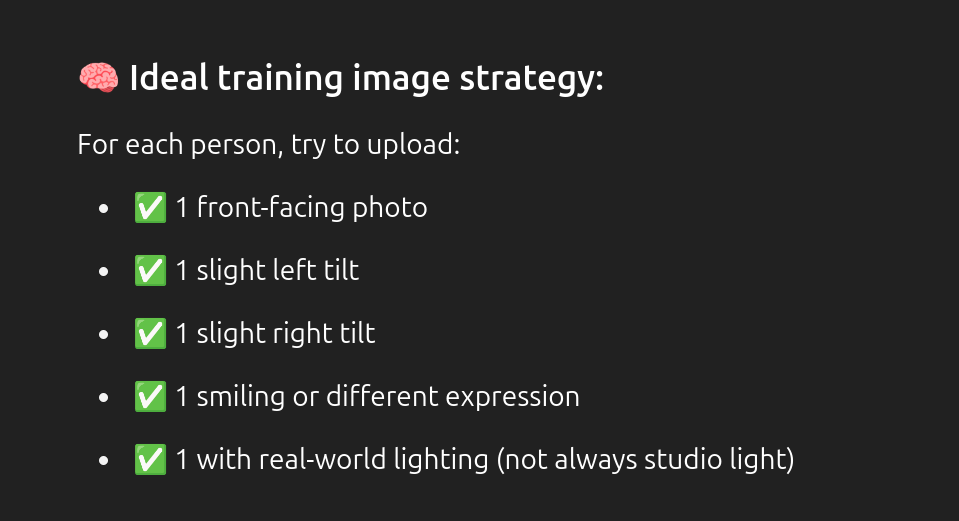 🧠 Ideal training image strategy:
For each person, try to upload:
• ✅ 1 front-facing photo
• ✅ 1 slight left tilt
• ✅ 1 slight right tilt
• ✅ 1 smiling or different expression
• ✅ 1 with real-world lighting (not always studio light)